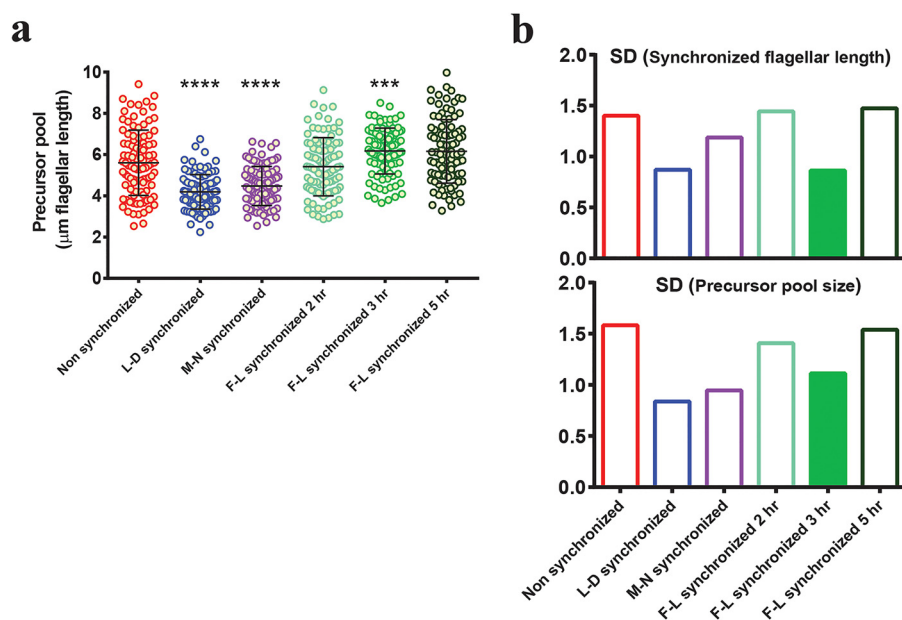 a
Precursor pool
(μm flagellar length)
10
8
6
4
2
0
****
****
***
Non synchronized
L-D synchronized
M-N synchronized
F-L synchronized 2 hr
F-L synchronized 3 hr
F-L synchronized 5 hr
b
SD (Synchronized flagellar length)
2.0
1.5
1.0
0.5
0.0
SD (Precursor pool size)
2.0
1.5
1.0
0.5
0.0
Non synchronized
L-D synchronized
M-N synchronized
F-L synchronized 2 hr
F-L synchronized 3 hr
F-L synchronized 5 hr